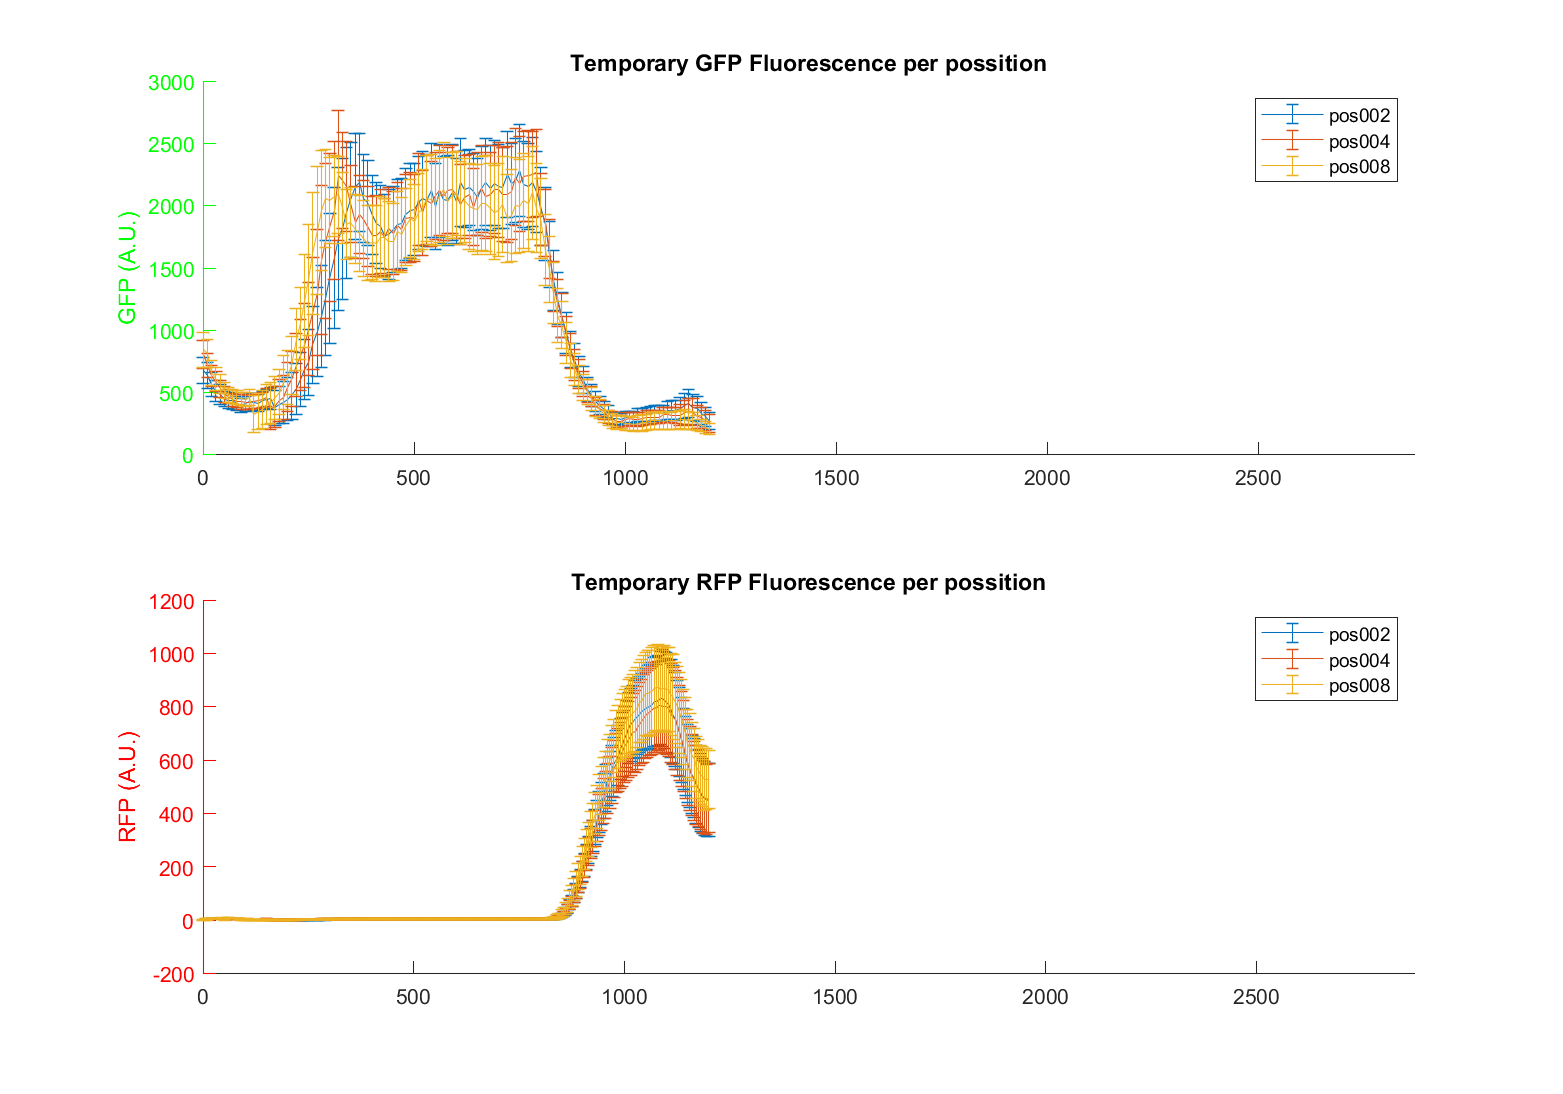 Temporary GFP Fluorescence per possition
3000
2500
2000
1500
1000
500
0
GFP (A.U.)
0 500 1000 1500 2000 2500
pos002
pos004
pos008
Temporary RFP Fluorescence per possition
1200
1000
800
600
400
200
0
-200
RFP (A.U.)
0 500 1000 1500 2000 2500
pos002
pos004
pos008